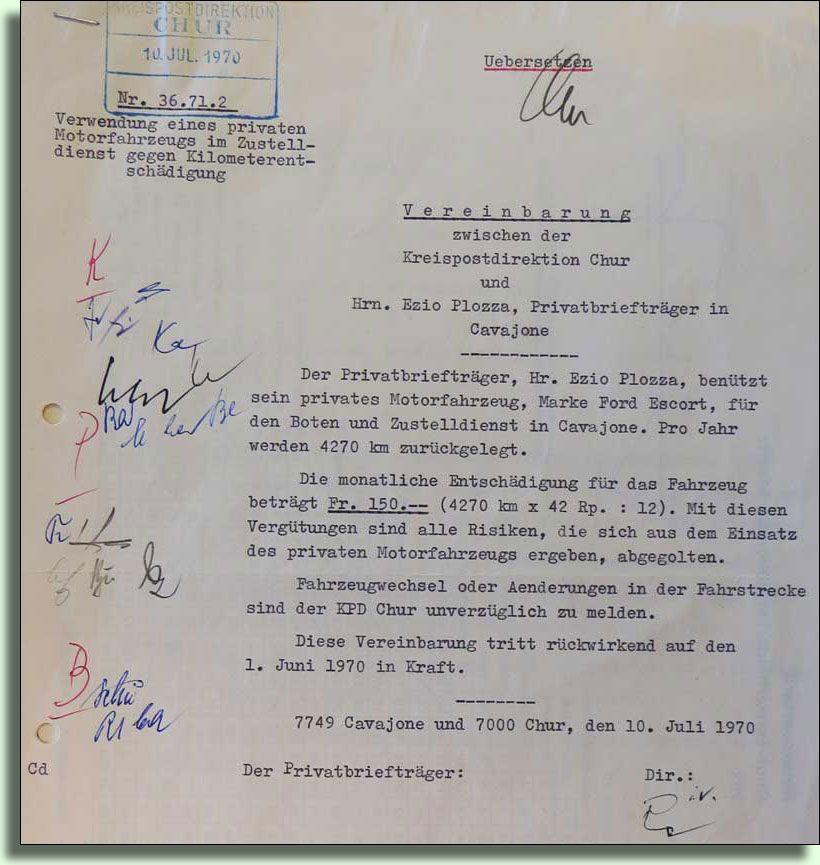 KREISPOSTDIREKTION
CHUR
10. JUL. 1970
Nr. 36.71.2
Uebersetzen
Verwendung eines privaten
Motorfahrzeugs im Zustell-
dienst gegen Kilometerent-
schädigung
Vereinbarung
zwischen der
Kreispostdirektion Chur
und
Hrn. Ezio Plozza, Privatbriefträger in
Cavajone
------------
Der Privatbriefträger, Hr. Ezio Plozza, benützt
sein privates Motorfahrzeug, Marke Ford Escort, für
den Boten und Zustelldienst in Cavajone. Pro Jahr
werden 4270 km zurückgelegt.
Die monatliche Entschädigung für das Fahrzeug
beträgt Fr. 150.-- (4270 km x 42 Rp. : 12). Mit diesen
Vergütungen sind alle Risiken, die sich aus dem Einsatz
des privaten Motorfahrzeugs ergeben, abgegolten.
Fahrzeugwechsel oder Aenderungen in der Fahrstrecke
sind der KPD Chur unverzüglich zu melden.
Diese Vereinbarung tritt rückwirkend auf den
1. Juni 1970 in Kraft.
--------
7749 Cavajone und 7000 Chur, den 10. Juli 1970
Cd
Der Privatbriefträger:
Dir.:
K
P
B